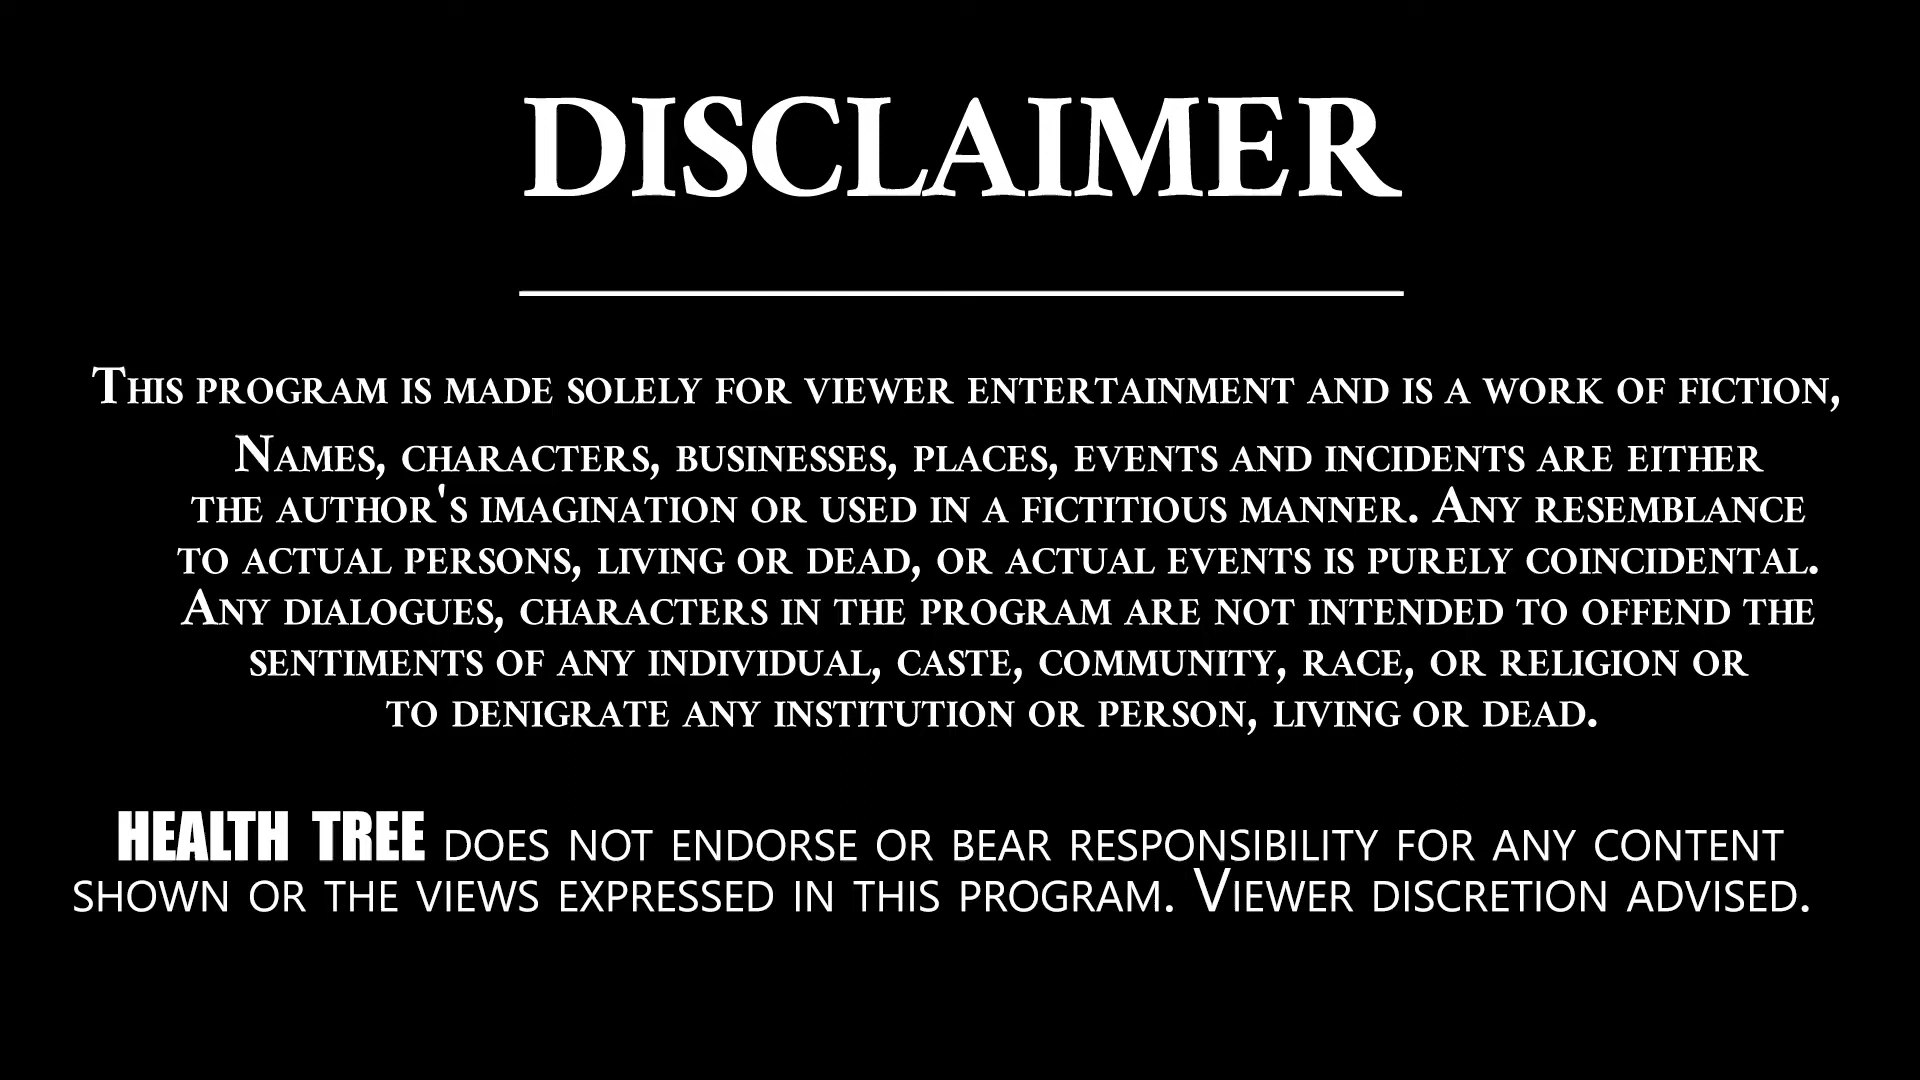 DISCLAIMER
This program is made solely for viewer entertainment and is a work of fiction,
Names, characters, businesses, places, events and incidents are either
the author's imagination or used in a fictitious manner. Any resemblance
to actual persons, living or dead, or actual events is purely coincidental.
Any dialogues, characters in the program are not intended to offend the
sentiments of any individual, caste, community, race, or religion or
to denigrate any institution or person, living or dead.
HEALTH TREE does not endorse or bear responsibility for any content
shown or the views expressed in this program. Viewer discretion advised.